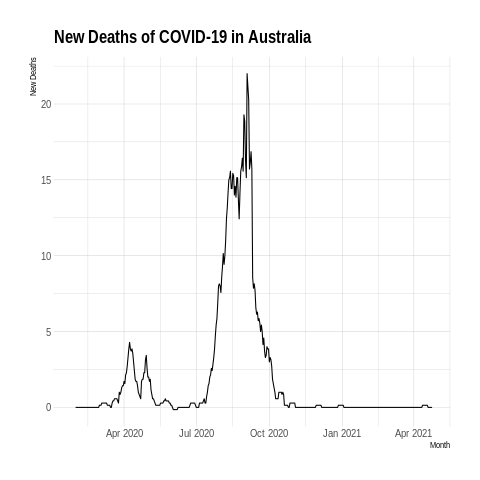 New Deaths of COVID-19 in Australia
New Deaths
20
15
10
5
0
Apr 2020 Jul 2020 Oct 2020 Jan 2021 Apr 2021
Month